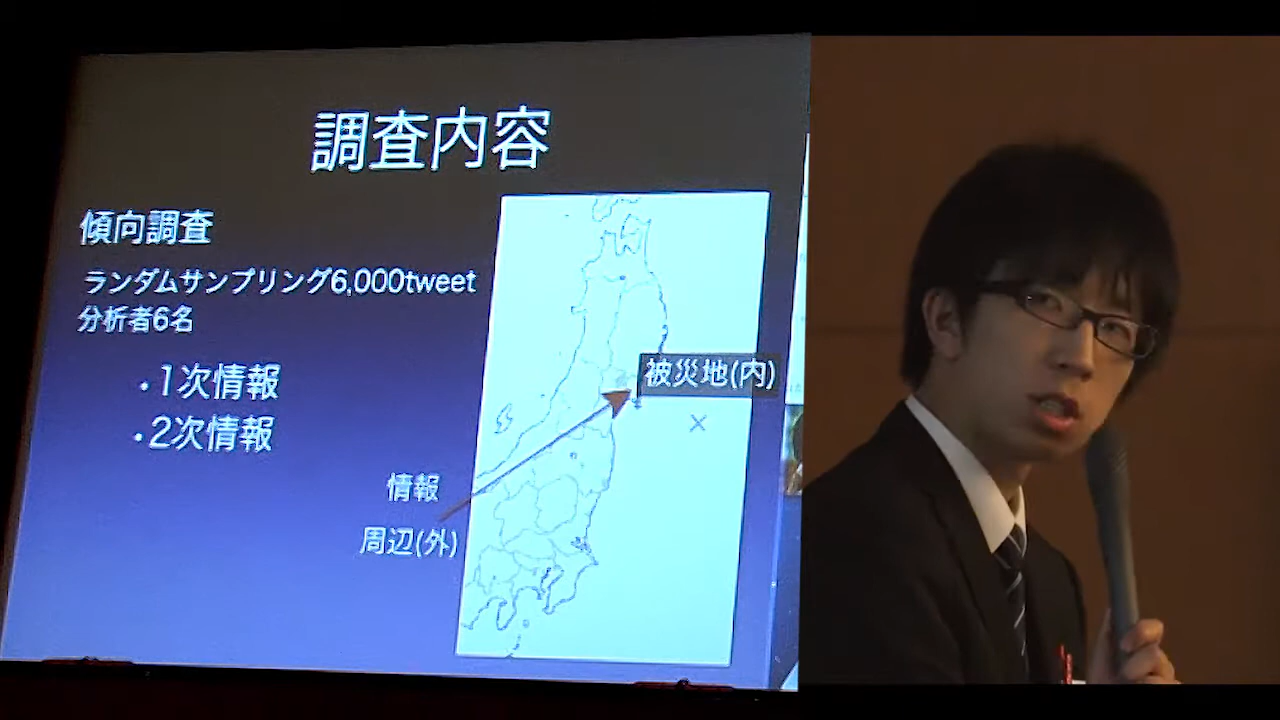 調査内容
傾向調査
ランダムサンプリング6,000tweet
分析者6名
・1次情報
・2次情報
被災地(内)
情報
周辺(外)